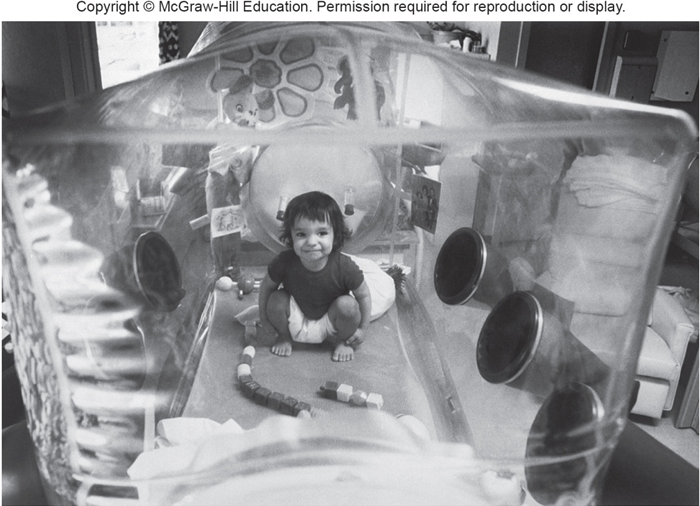 Copyright © McGraw-Hill Education. Permission required for reproduction or display.